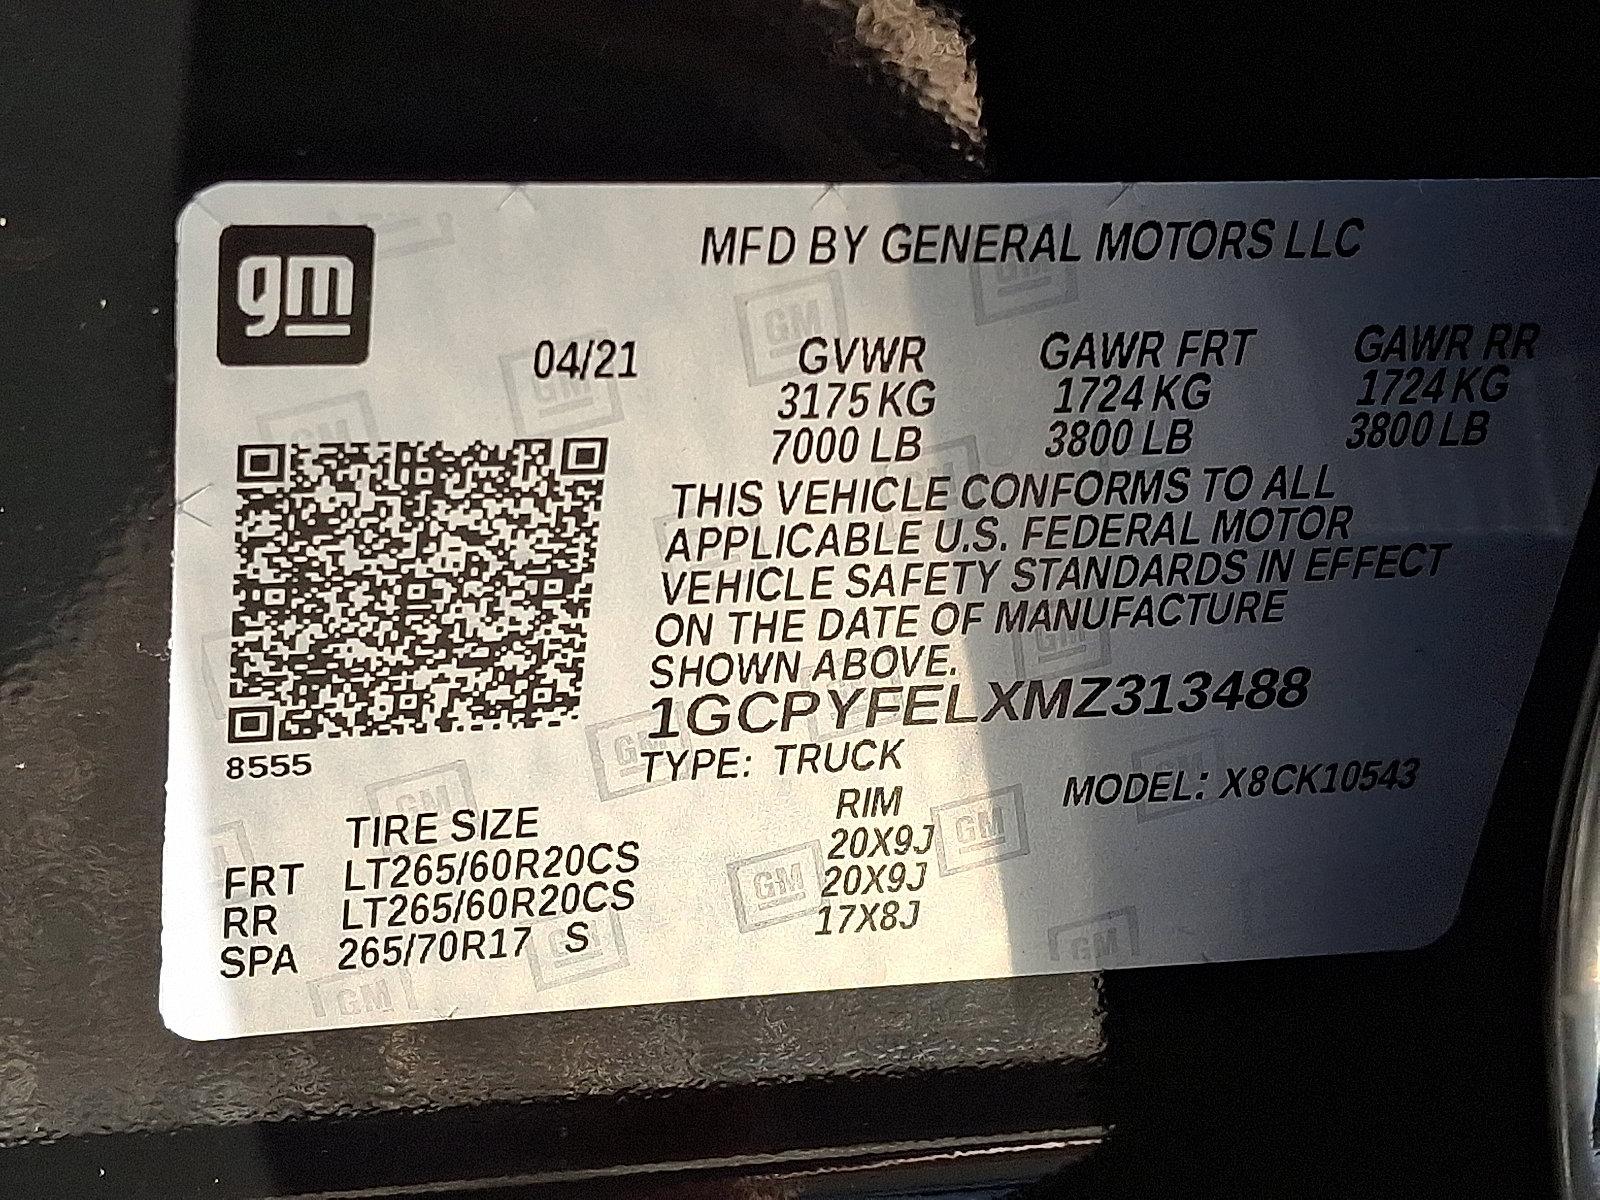 gm
MFD BY GENERAL MOTORS LLC
04/21 GVWR GAWR FRT GAWR RR
3175 KG 1724 KG 1724 KG
7000 LB 3800 LB 3800 LB
THIS VEHICLE CONFORMS TO ALL
APPLICABLE U.S. FEDERAL MOTOR
VEHICLE SAFETY STANDARDS IN EFFECT
ON THE DATE OF MANUFACTURE
SHOWN ABOVE.
1GCPYFELXMZ313488
8555
TYPE: TRUCK MODEL: X8CK10543
TIRE SIZE RIM
FRT LT265/60R20CS 20X9J
RR LT265/60R20CS 20X9J
SPA 265/70R17 S 17X8J